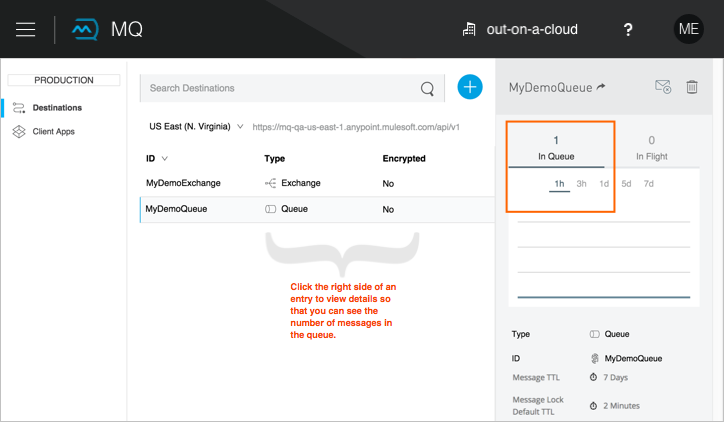 MQ
out-on-a-cloud
?
ME
PRODUCTION
Destinations
Client Apps
Search Destinations
US East (N. Virginia)
https://mq-qa-us-east-1.anypoint.mulesoft.com/api/v1
ID Type Encrypted
MyDemoExchange Exchange No
MyDemoQueue Queue No
Click the right side of an
entry to view details so
that you can see the
number of messages in
the queue.
MyDemoQueue
1 0
In Queue In Flight
1h 3h 1d 5d 7d
Type Queue
ID MyDemoQueue
Message TTL 7 Days
Message Lock
Default TTL 2 Minutes